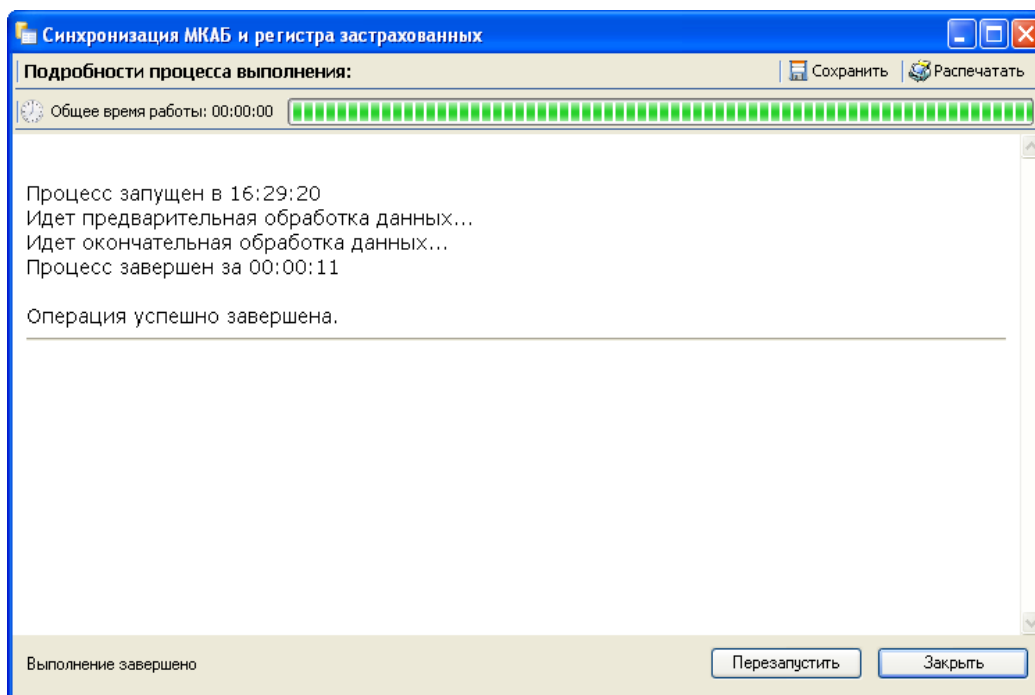 Синхронизация МКАБ и регистра застрахованных
Подробности процесса выполнения: Сохранить Распечатать
Общее время работы: 00:00:00
Процесс запущен в 16:29:20
Идет предварительная обработка данных...
Идет окончательная обработка данных...
Процесс завершен за 00:00:11
Операция успешно завершена.
Выполнение завершено Перезапустить Закрыть